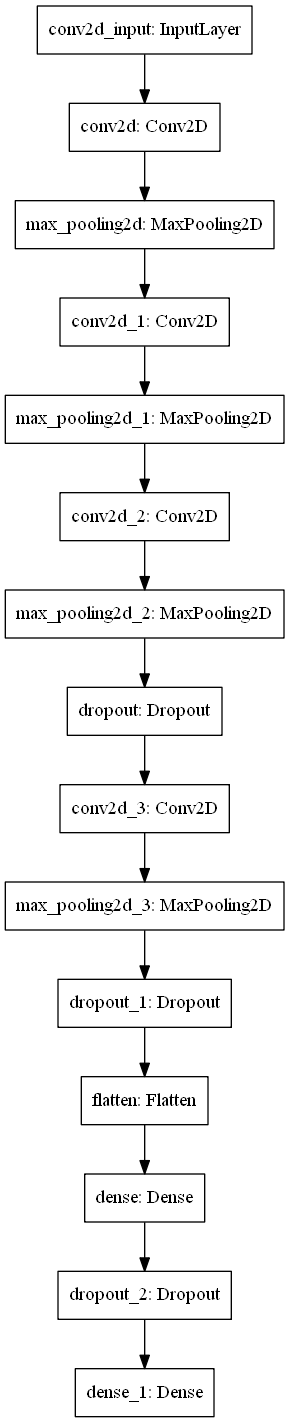 conv2d_input: InputLayer
conv2d: Conv2D
max_pooling2d: MaxPooling2D
conv2d_1: Conv2D
max_pooling2d_1: MaxPooling2D
conv2d_2: Conv2D
max_pooling2d_2: MaxPooling2D
dropout: Dropout
conv2d_3: Conv2D
max_pooling2d_3: MaxPooling2D
dropout_1: Dropout
flatten: Flatten
dense: Dense
dropout_2: Dropout
dense_1: Dense